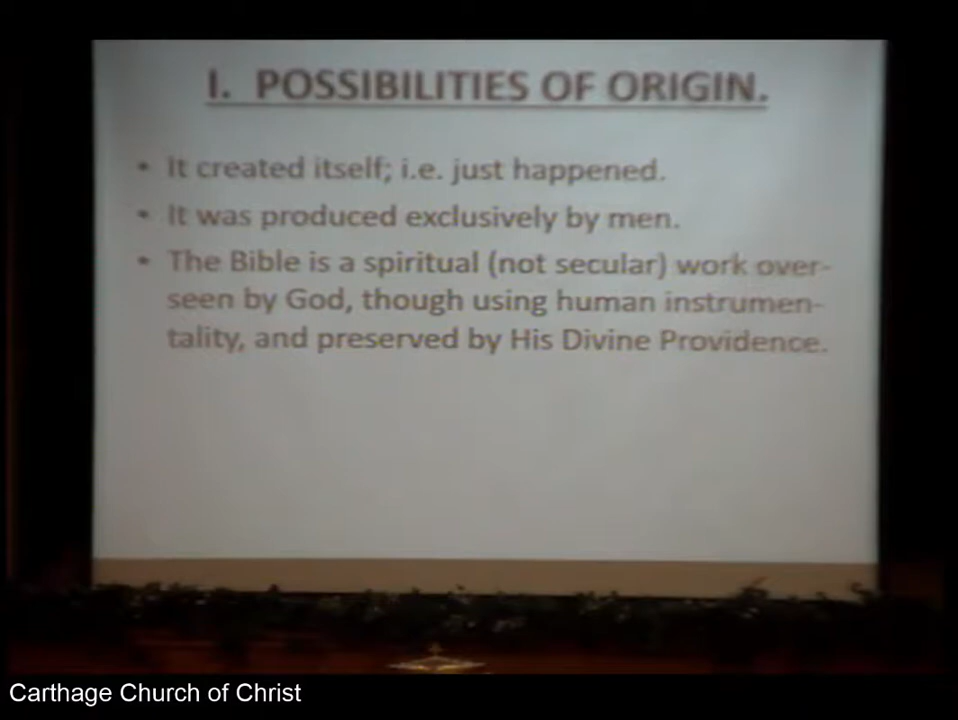 I. POSSIBILITIES OF ORIGIN.
• It created itself; i.e. just happened.
• It was produced exclusively by men.
• The Bible is a spiritual (not secular) work over-
seen by God, though using human instrumen-
tality, and preserved by His Divine Providence.
Carthage Church of Christ